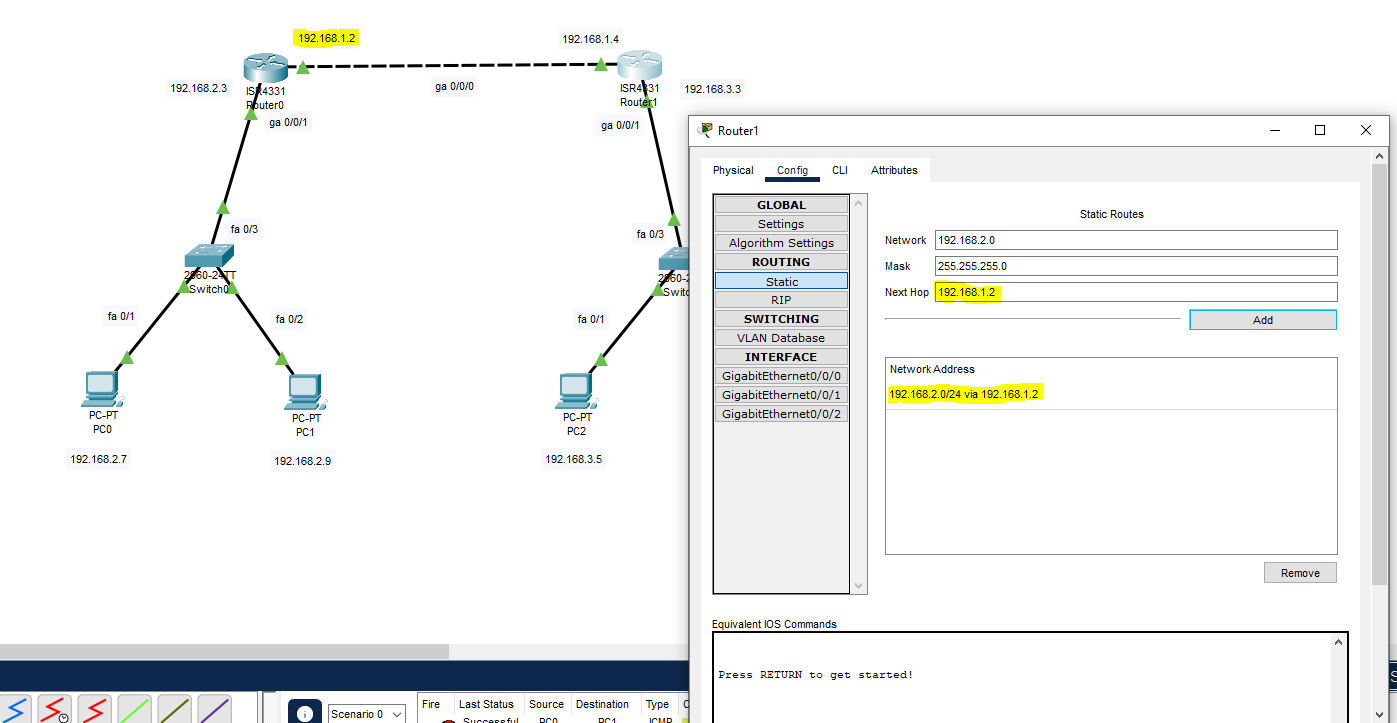 192.168.1.2
192.168.1.4
192.168.2.3
ISR4331
Router0
ga 0/0/0
ISR4331
Router1
192.168.3.3
ga 0/0/1
ga 0/0/1
fa 0/3
fa 0/3
2960-24TT
Switch0
fa 0/1
fa 0/2
fa 0/1
PC-PT
PC0
PC-PT
PC1
PC-PT
PC2
192.168.2.7
192.168.2.9
192.168.3.5
Router1
Physical
Config
CLI
Attributes
GLOBAL
Settings
Algorithm Settings
ROUTING
Static
RIP
SWITCHING
VLAN Database
INTERFACE
GigabitEthernet0/0/0
GigabitEthernet0/0/1
GigabitEthernet0/0/2
Static Routes
Network 192.168.2.0
Mask 255.255.255.0
Next Hop 192.168.1.2
Add
Network Address
192.168.2.0/24 via 192.168.1.2
Remove
Equivalent IOS Commands
Press RETURN to get started!
Scenario 0
Fire Last Status Source Destination Type
Successful PC0 PC1 ICMP